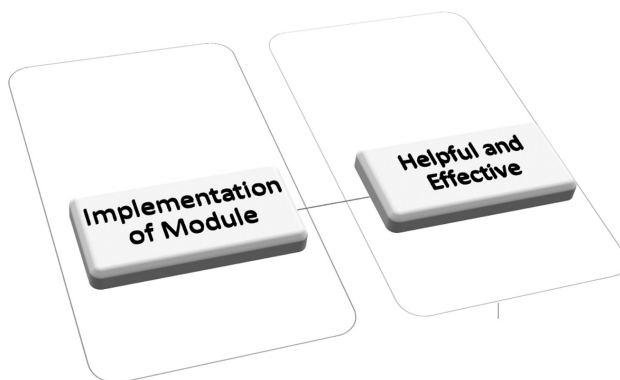 Implementation
of Module
Helpful and
Effective